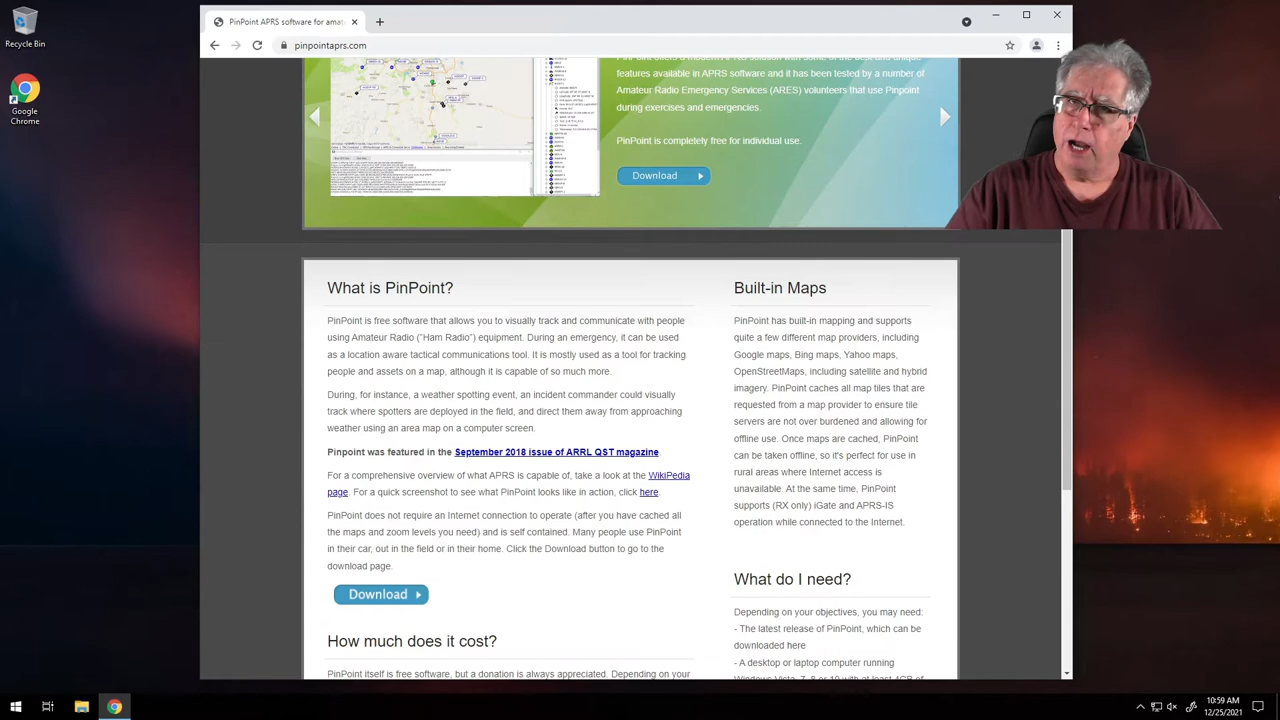 Recycle Bin
Google
Chrome
PinPoint APRS software for amat
pinpointaprs.com
features available in APRS software and it has been tested by a number of
Amateur Radio Emergency Services (ARES) volunteers that use Pinpoint
during exercises and emergencies.
PinPoint is completely free for individual use.
Download
What is PinPoint?
PinPoint is free software that allows you to visually track and communicate with people
using Amateur Radio ("Ham Radio") equipment. During an emergency, it can be used
as a location aware tactical communications tool. It is mostly used as a tool for tracking
people and assets on a map, although it is capable of so much more.
During, for instance, a weather spotting event, an incident commander could visually
track where spotters are deployed in the field, and direct them away from approaching
weather using an area map on a computer screen.
Pinpoint was featured in the September 2018 issue of ARRL QST magazine.
For a comprehensive overview of what APRS is capable of, take a look at the WikiPedia
page. For a quick screenshot to see what PinPoint looks like in action, click here.
PinPoint does not require an Internet connection to operate (after you have cached all
the maps and zoom levels you need) and is self contained. Many people use PinPoint
in their car, out in the field or in their home. Click the Download button to go to the
download page.
Download
How much does it cost?
PinPoint itself is free software, but a donation is always appreciated. Depending on your
Built-in Maps
PinPoint has built-in mapping and supports
quite a few different map providers, including
Google maps, Bing maps, Yahoo maps,
OpenStreetMaps, including satellite and hybrid
imagery. PinPoint caches all map tiles that are
requested from a map provider to ensure tile
servers are not over burdened and allowing for
offline use. Once maps are cached, PinPoint
can be taken offline, so it's perfect for use in
rural areas where Internet access is
unavailable. At the same time, PinPoint
supports (RX only) iGate and APRS-IS
operation while connected to the Internet.
What do I need?
Depending on your objectives, you may need:
- The latest release of PinPoint, which can be
downloaded here
- A desktop or laptop computer running
Windows Vista, 7, 8 or 10 with at least 4GB of
10:59 AM
12/25/2021